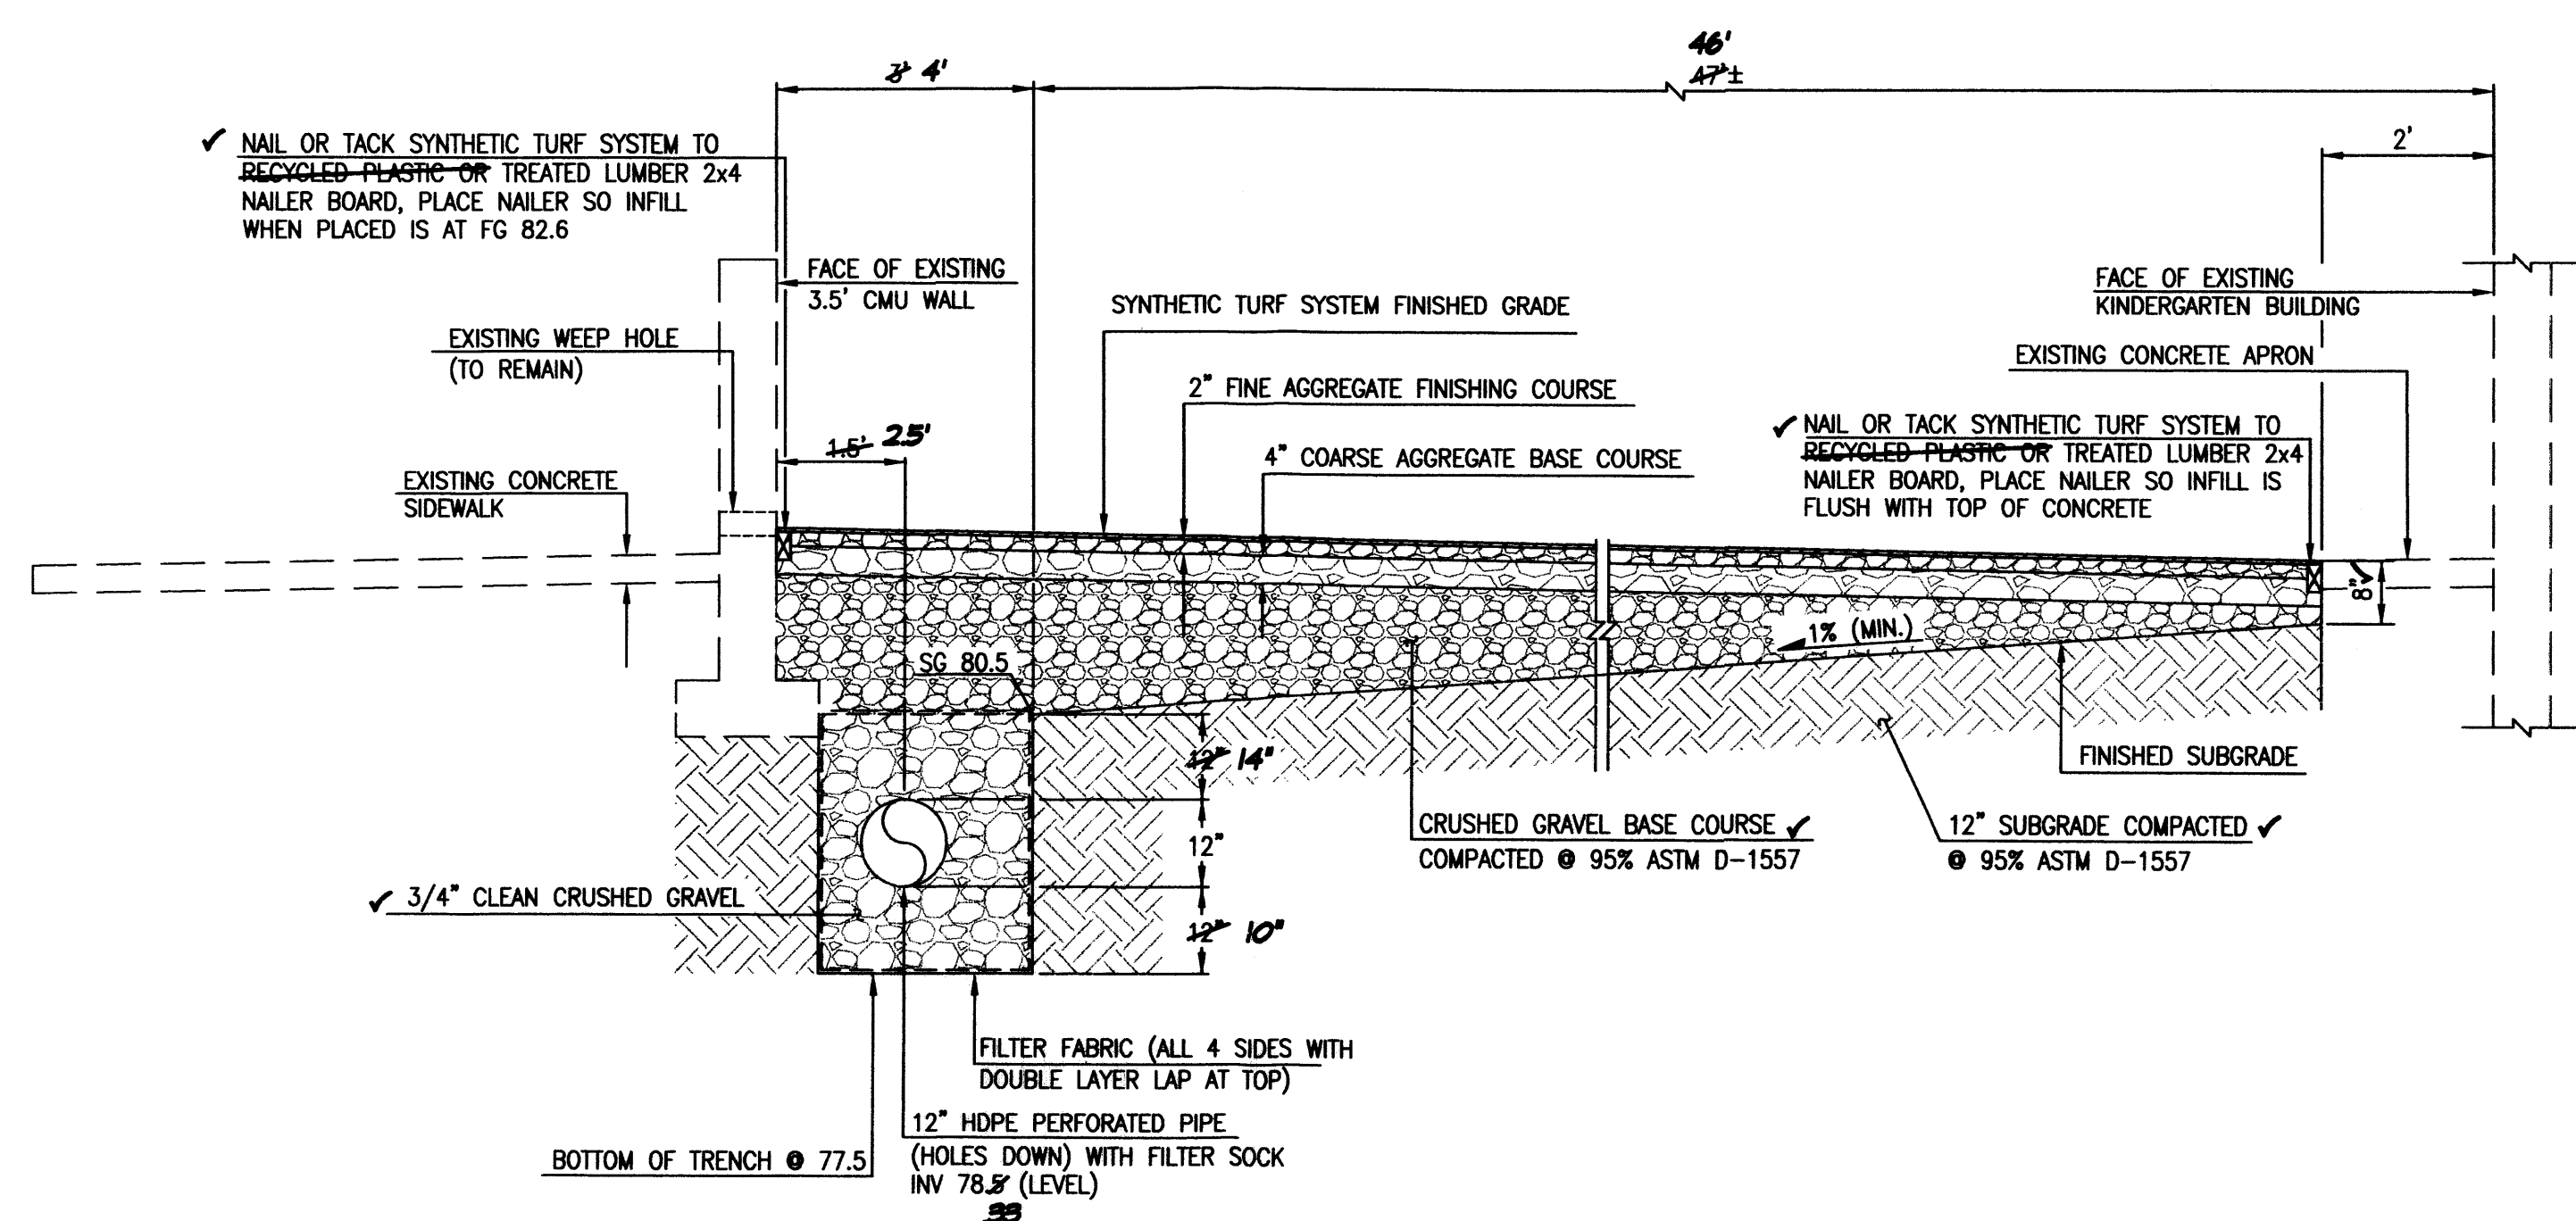 46'
3' 4'
47'±
2'
✓ NAIL OR TACK SYNTHETIC TURF SYSTEM TO
RECYCLED PLASTIC OR TREATED LUMBER 2x4
NAILER BOARD, PLACE NAILER SO INFILL
WHEN PLACED IS AT FG 82.6
FACE OF EXISTING
3.5' CMU WALL
FACE OF EXISTING
KINDERGARTEN BUILDING
SYNTHETIC TURF SYSTEM FINISHED GRADE
EXISTING WEEP HOLE
(TO REMAIN)
EXISTING CONCRETE APRON
2" FINE AGGREGATE FINISHING COURSE
✓ NAIL OR TACK SYNTHETIC TURF SYSTEM TO
RECYCLED PLASTIC OR TREATED LUMBER 2x4
NAILER BOARD, PLACE NAILER SO INFILL IS
FLUSH WITH TOP OF CONCRETE
1.5' 2.5'
4" COARSE AGGREGATE BASE COURSE
EXISTING CONCRETE
SIDEWALK
8" ✓
1% (MIN.)
SG 80.5
12" 14"
FINISHED SUBGRADE
CRUSHED GRAVEL BASE COURSE ✓
COMPACTED @ 95% ASTM D-1557
12" SUBGRADE COMPACTED ✓
@ 95% ASTM D-1557
12"
✓ 3/4" CLEAN CRUSHED GRAVEL
12" 10"
FILTER FABRIC (ALL 4 SIDES WITH
DOUBLE LAYER LAP AT TOP)
12" HDPE PERFORATED PIPE
(HOLES DOWN) WITH FILTER SOCK
INV 78.5 (LEVEL)
33
BOTTOM OF TRENCH @ 77.5